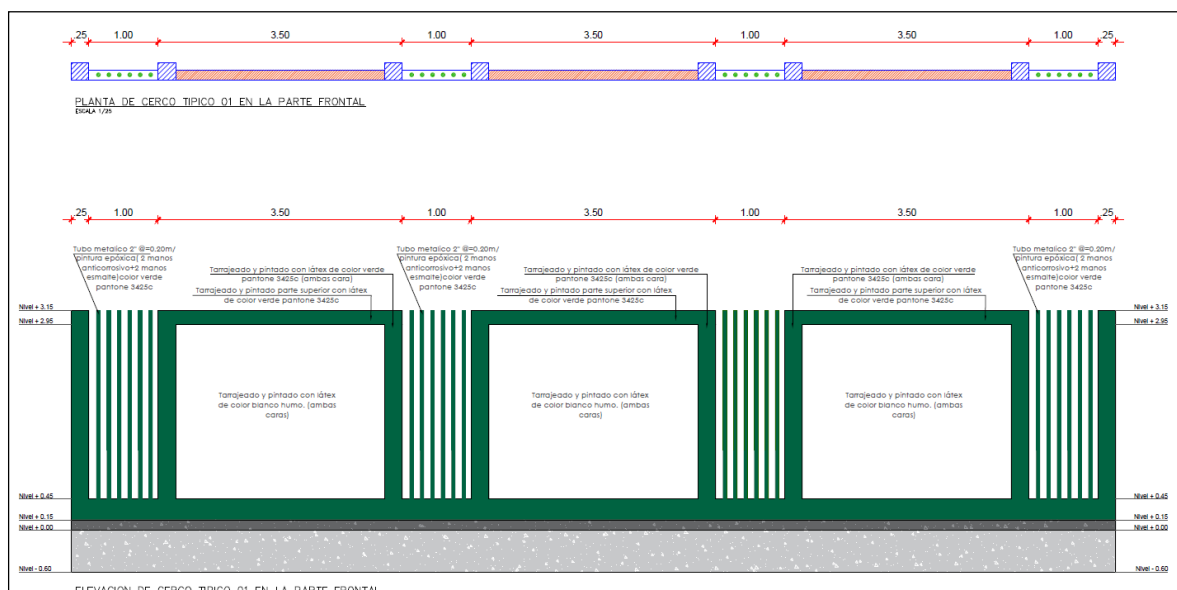 .25 1.00 3.50 1.00 3.50 1.00 3.50 1.00 .25
PLANTA DE CERCO TIPICO 01 EN LA PARTE FRONTAL
ESCALA 1/25
.25 1.00 3.50 1.00 3.50 1.00 3.50 1.00 .25
Tubo metalico 2" @=0.20m/
pintura epóxica( 2 manos
anticorrosivo+2 manos
esmalte)color verde
pantone 3425c
Tarrajeado y pintado con látex de color verde
pantone 3425c (ambas cara)
Tarrajeado y pintado parte superior con látex
de color verde pantone 3425c
Tubo metalico 2" @=0.20m/
pintura epóxica( 2 manos
anticorrosivo+2 manos
esmalte)color verde
pantone 3425c
Tarrajeado y pintado con látex de color verde
pantone 3425c (ambas cara)
Tarrajeado y pintado parte superior con látex
de color verde pantone 3425c
Tarrajeado y pintado con látex de color verde
pantone 3425c (ambas cara)
Tarrajeado y pintado parte superior con látex
de color verde pantone 3425c
Tubo metalico 2" @=0.20m/
pintura epóxica( 2 manos
anticorrosivo+2 manos
esmalte)color verde
pantone 3425c
Nivel + 3.15 Nivel + 3.15
Nivel + 2.95 Nivel + 2.95
Tarrajeado y pintado con látex
de color blanco humo. (ambas
caras)
Tarrajeado y pintado con látex
de color blanco humo. (ambas
caras)
Tarrajeado y pintado con látex
de color blanco humo. (ambas
caras)
Nivel + 0.45 Nivel + 0.45
Nivel + 0.15 Nivel + 0.15
Nivel + 0.00 Nivel + 0.00
Nivel - 0.60 Nivel - 0.60
ELEVACION DE CERCO TIPICO 01 EN LA PARTE FRONTAL